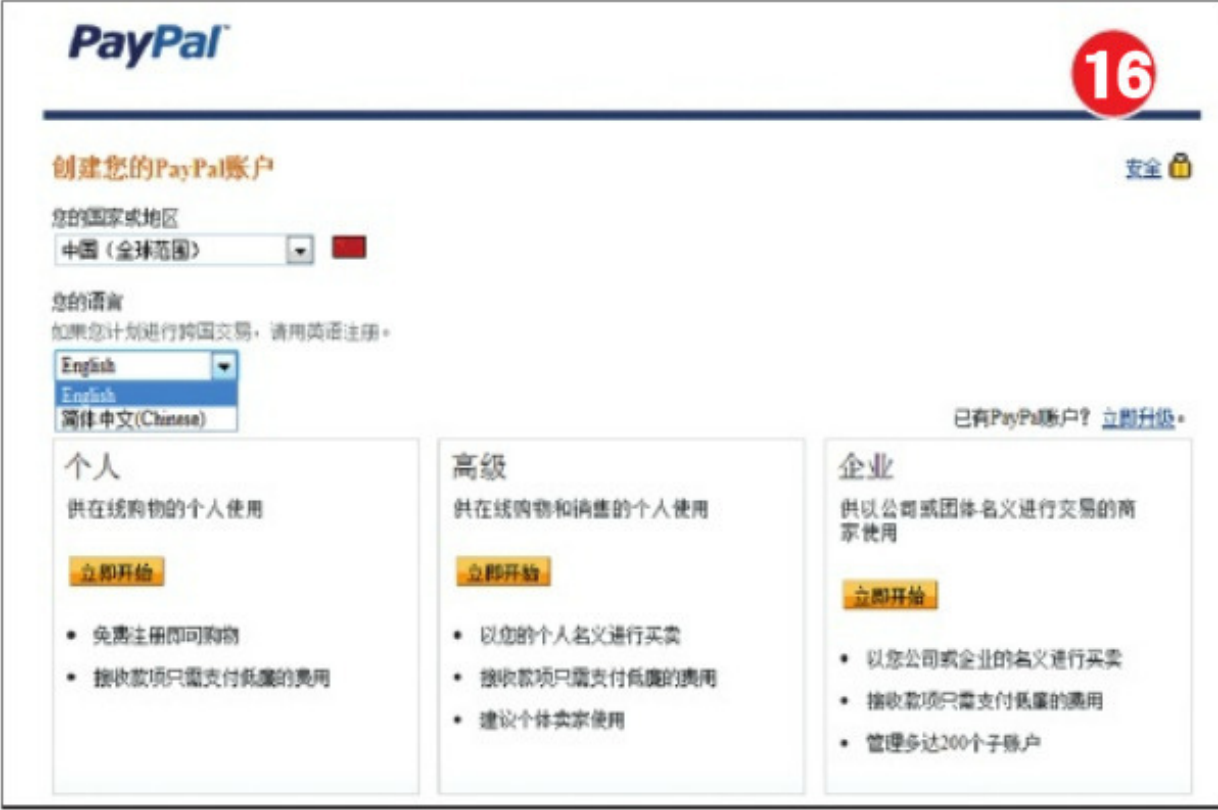 PayPal
16
创建您的PayPal账户
安全
您的国家或地区
中国（全球范围）
您的语言
如果您计划进行跨国交易，请用英语注册。
English
English
简体中文(Chinese)
已有PayPal账户？ 立即升级。
个人
供在线购物的个人使用
立即开始
• 免费注册即可购物
• 接收款项只需支付低廉的费用
高级
供在线购物和销售的个人使用
立即开始
• 以您的个人名义进行买卖
• 接收款项只需支付低廉的费用
• 建议个体卖家使用
企业
供以公司或团体名义进行交易的商
家使用
立即开始
• 以您公司或企业的名义进行买卖
• 接收款项只需支付低廉的费用
• 管理多达200个子账户